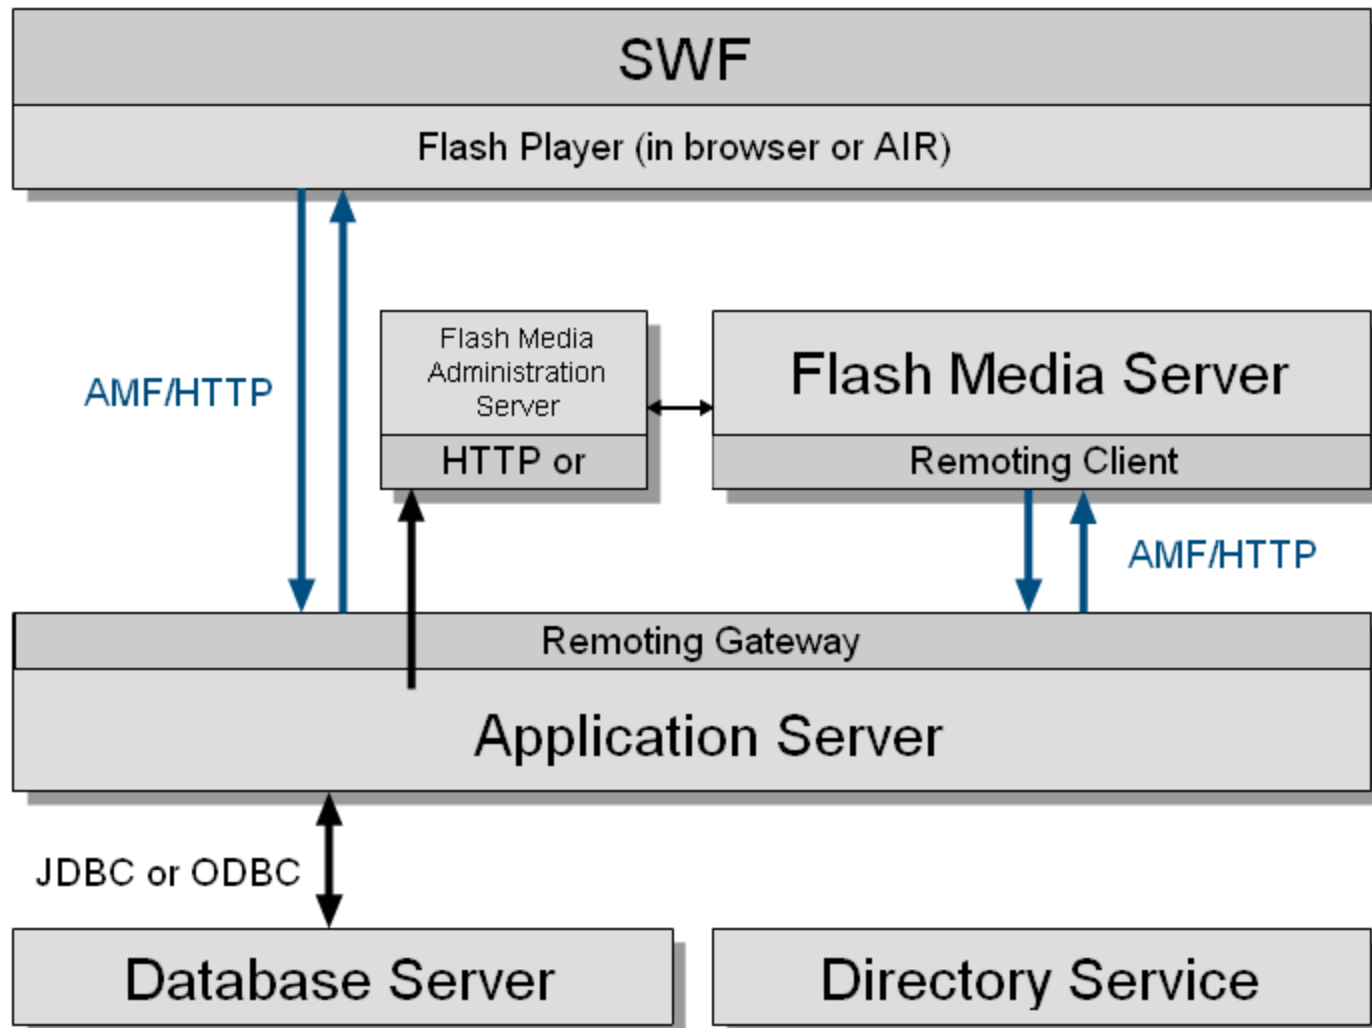 SWF
Flash Player (in browser or AIR)
AMF/HTTP
Flash Media
Administration
Server
HTTP or
Flash Media Server
Remoting Client
AMF/HTTP
Remoting Gateway
Application Server
JDBC or ODBC
Database Server
Directory Service